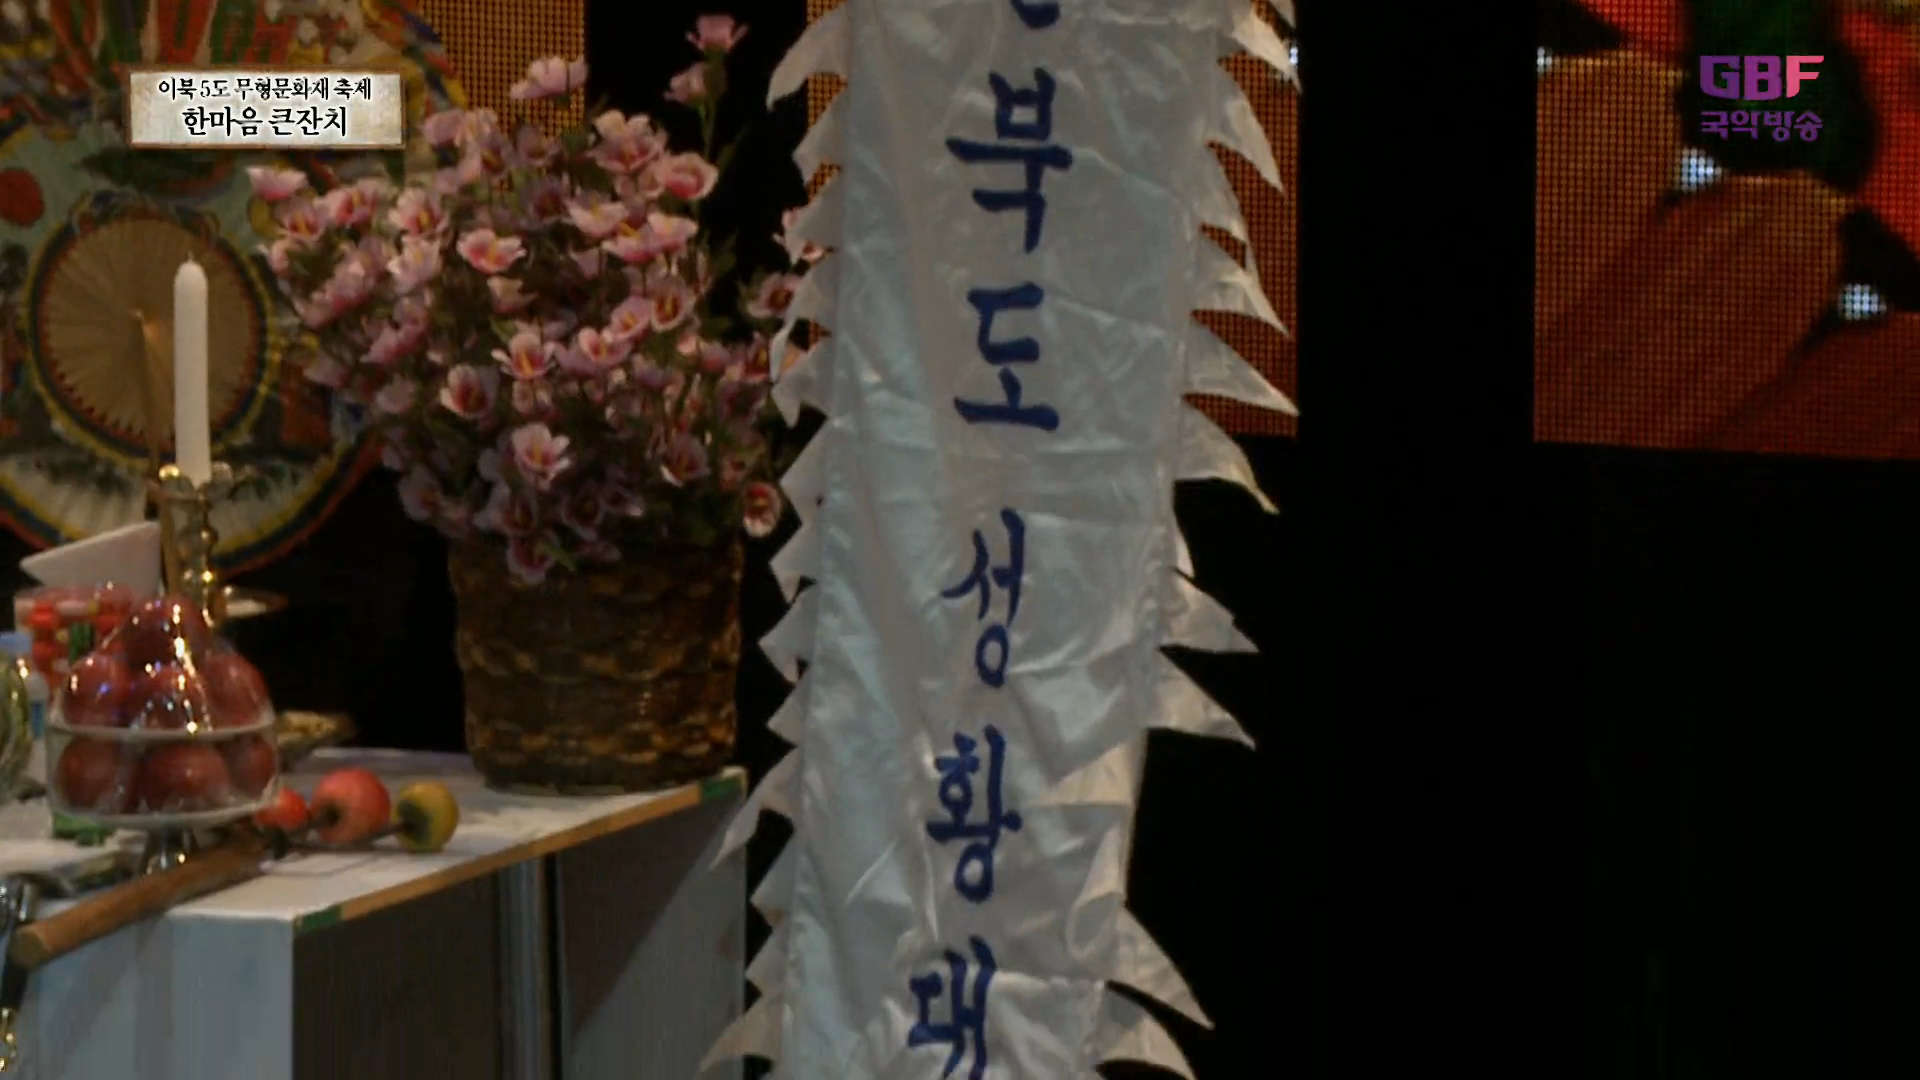 이북 5도 무형문화재 축제
한마음 큰잔치
GBF
국악방송
북도 성황대